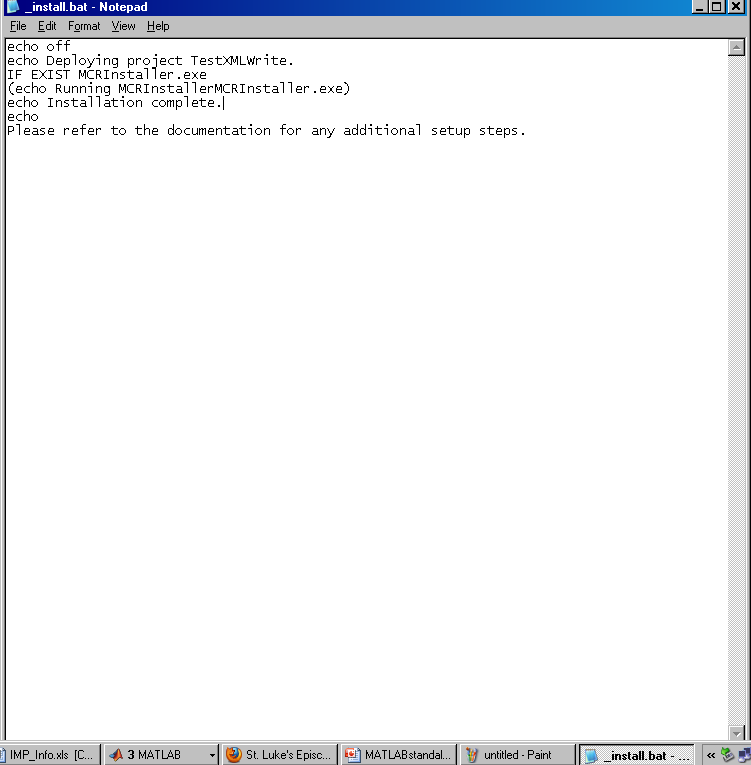 _install.bat - Notepad
File Edit Format View Help
echo off
echo Deploying project TestXMLWrite.
IF EXIST MCRInstaller.exe
(echo Running MCRInstallerMCRInstaller.exe)
echo Installation complete.
echo
Please refer to the documentation for any additional setup steps.
IMP_Info.xls [C... 3 MATLAB St. Luke's Episc... MATLABstandal... untitled - Paint _install.bat - ... «